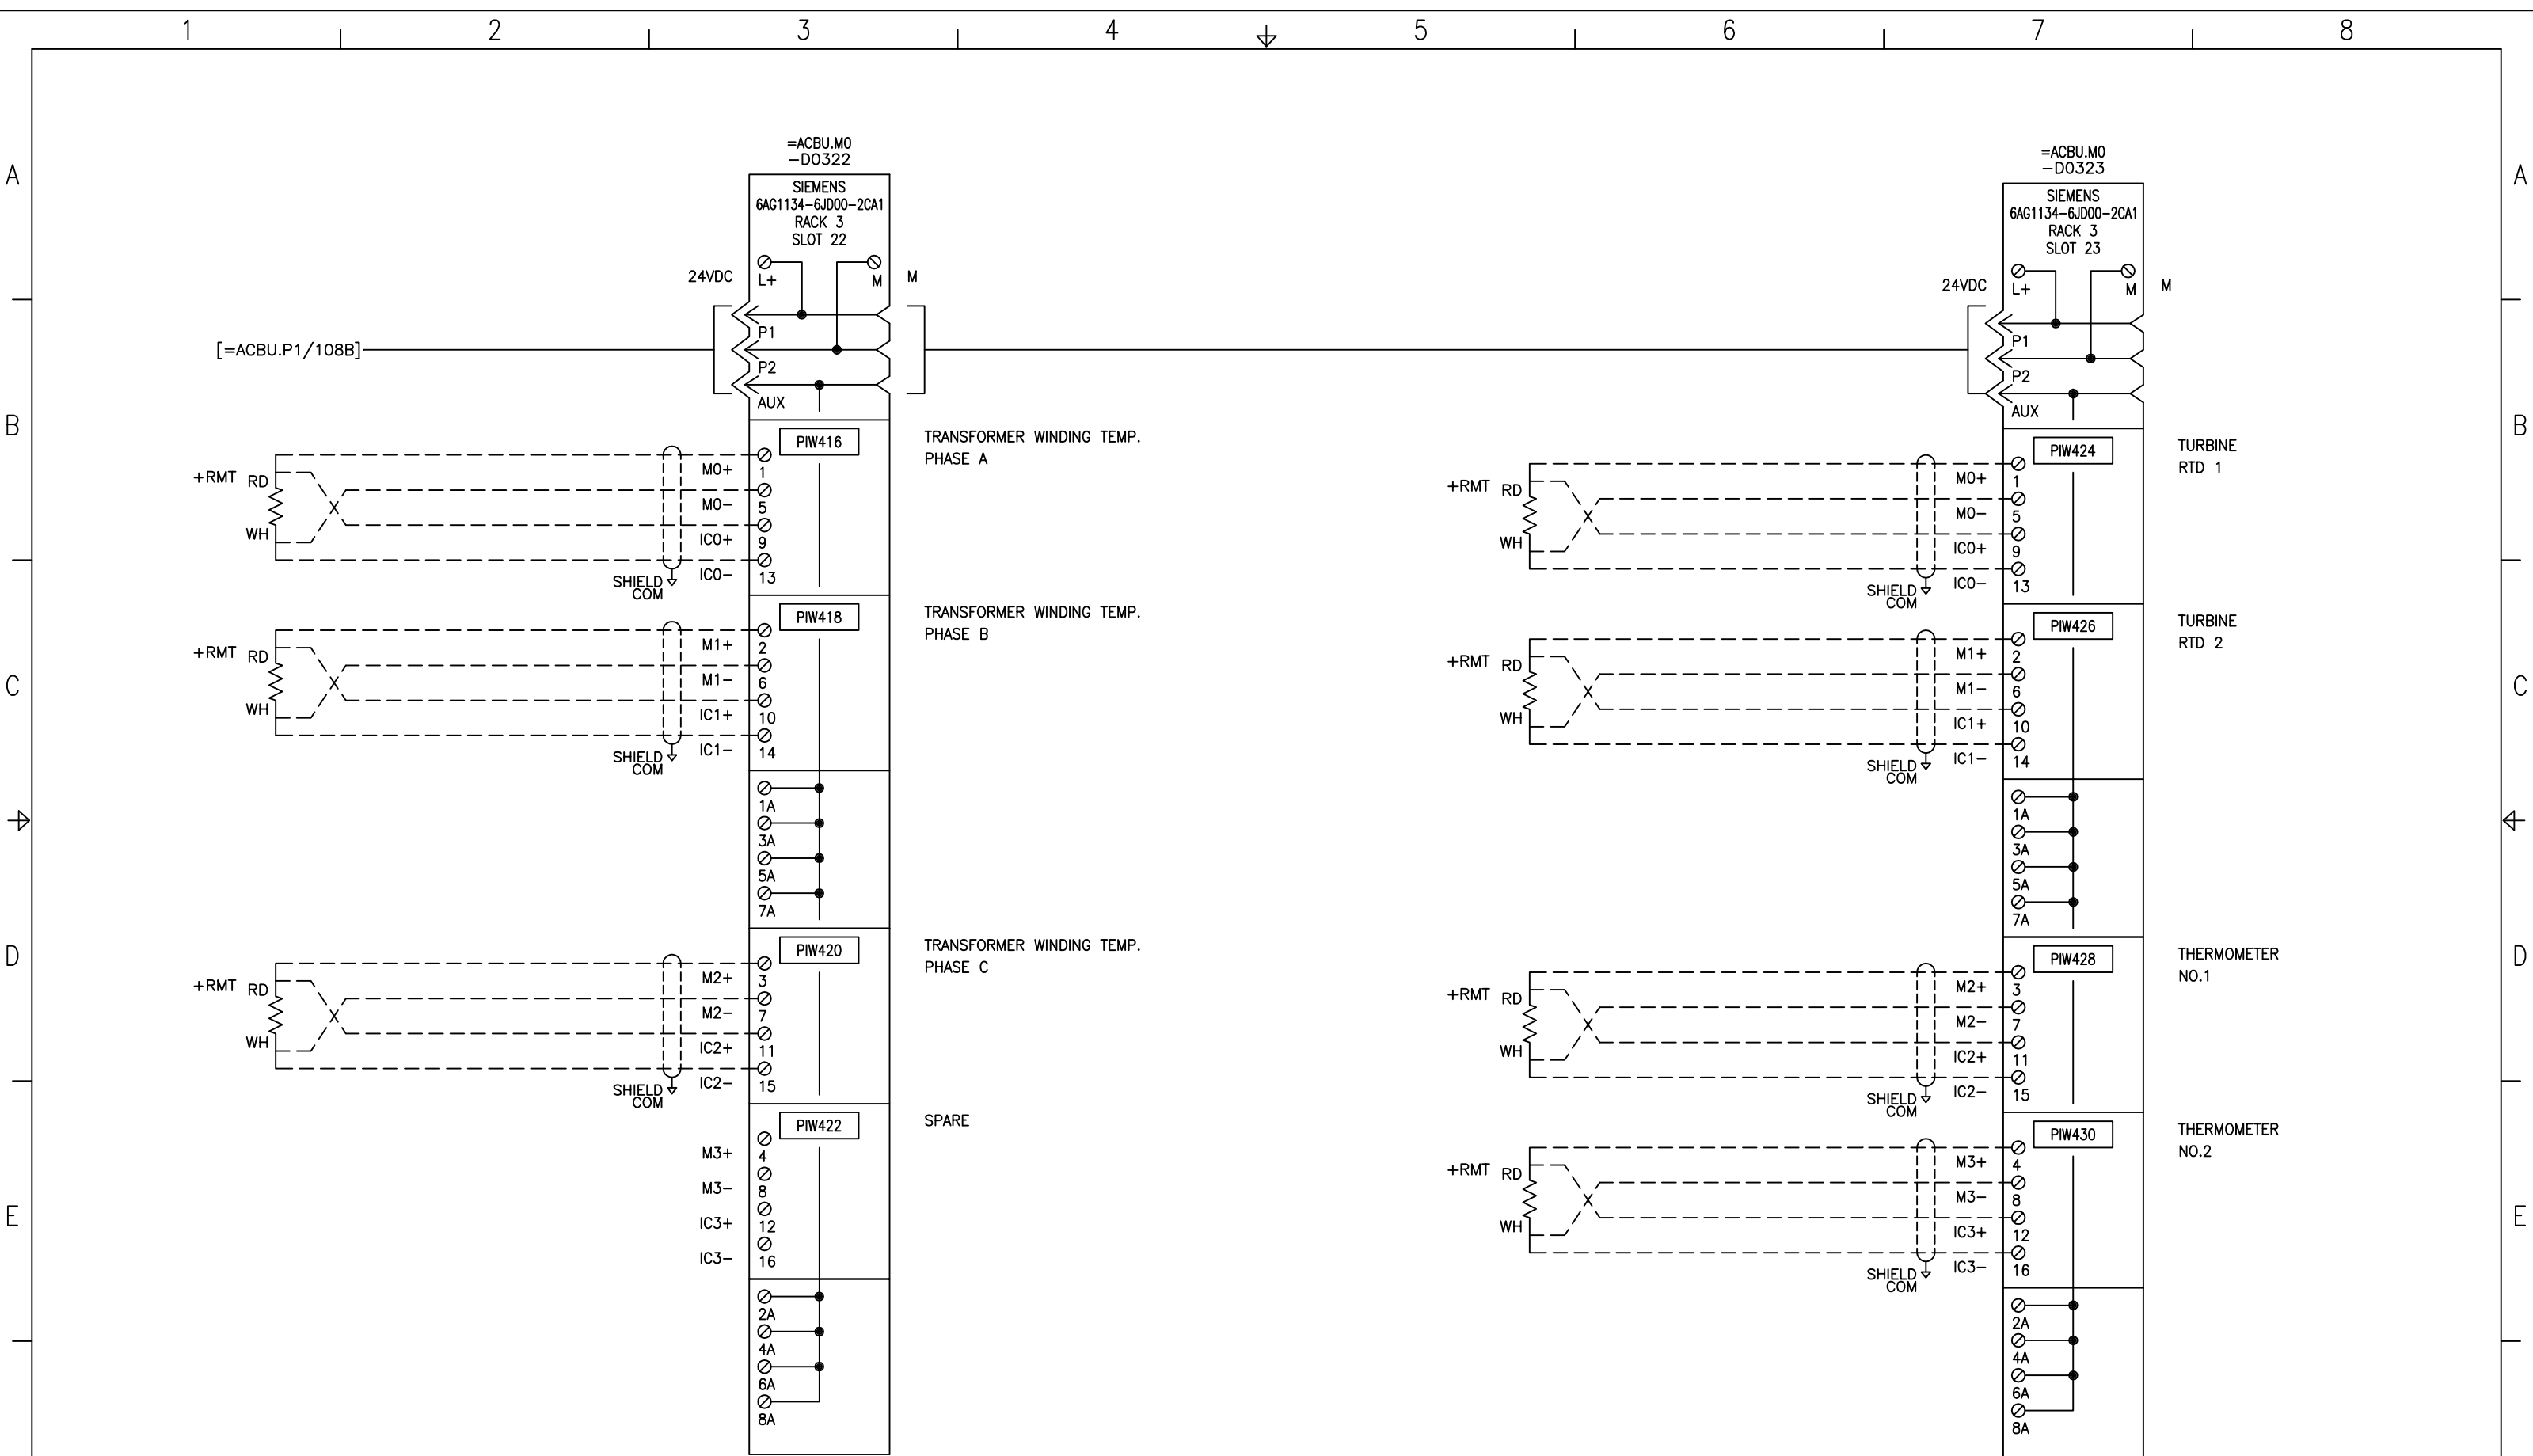 1 2 3 4 5 6 7 8
A
A
B
B
C
C
D
D
E
E
=ACBU.M0
-D0322
SIEMENS
6AG1134-6JD00-2CA1
RACK 3
SLOT 22
24VDC
L+
M
M
P1
[=ACBU.P1/108B]
P2
AUX
PIW416
TRANSFORMER WINDING TEMP.
PHASE A
+RMT
RD
WH
M0+
1
M0-
5
IC0+
9
IC0-
13
SHIELD
COM
PIW418
TRANSFORMER WINDING TEMP.
PHASE B
+RMT
RD
WH
M1+
2
M1-
6
IC1+
10
IC1-
14
SHIELD
COM
1A
3A
5A
7A
PIW420
TRANSFORMER WINDING TEMP.
PHASE C
+RMT
RD
WH
M2+
3
M2-
7
IC2+
11
IC2-
15
SHIELD
COM
PIW422
SPARE
M3+
4
M3-
8
IC3+
12
IC3-
16
2A
4A
6A
8A
=ACBU.M0
-D0323
SIEMENS
6AG1134-6JD00-2CA1
RACK 3
SLOT 23
24VDC
L+
M
M
P1
P2
AUX
PIW424
TURBINE
RTD 1
+RMT
RD
WH
M0+
1
M0-
5
IC0+
9
IC0-
13
SHIELD
COM
PIW426
TURBINE
RTD 2
+RMT
RD
WH
M1+
2
M1-
6
IC1+
10
IC1-
14
SHIELD
COM
1A
3A
5A
7A
PIW428
THERMOMETER
NO.1
+RMT
RD
WH
M2+
3
M2-
7
IC2+
11
IC2-
15
SHIELD
COM
PIW430
THERMOMETER
NO.2
+RMT
RD
WH
M3+
4
M3-
8
IC3+
12
IC3-
16
SHIELD
COM
2A
4A
6A
8A